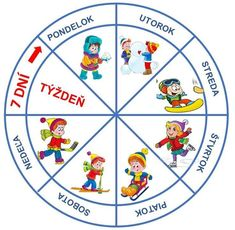 7 DNÍ
TÝŽDEŇ
PONDELOK
UTOROK
STREDA
ŠTVRTOK
PIATOK
SOBOTA
NEDEĽA